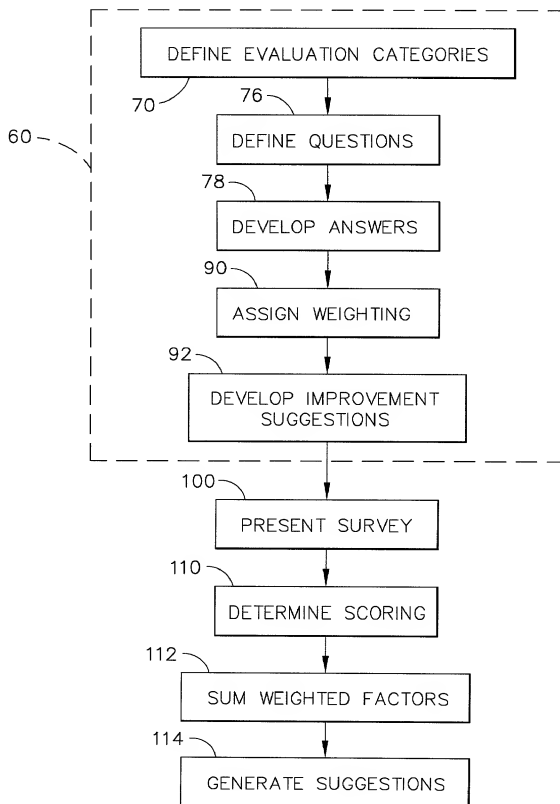 DEFINE EVALUATION CATEGORIES
70
76
60
DEFINE QUESTIONS
78
DEVELOP ANSWERS
90
ASSIGN WEIGHTING
92
DEVELOP IMPROVEMENT
SUGGESTIONS
100
PRESENT SURVEY
110
DETERMINE SCORING
112
SUM WEIGHTED FACTORS
114
GENERATE SUGGESTIONS